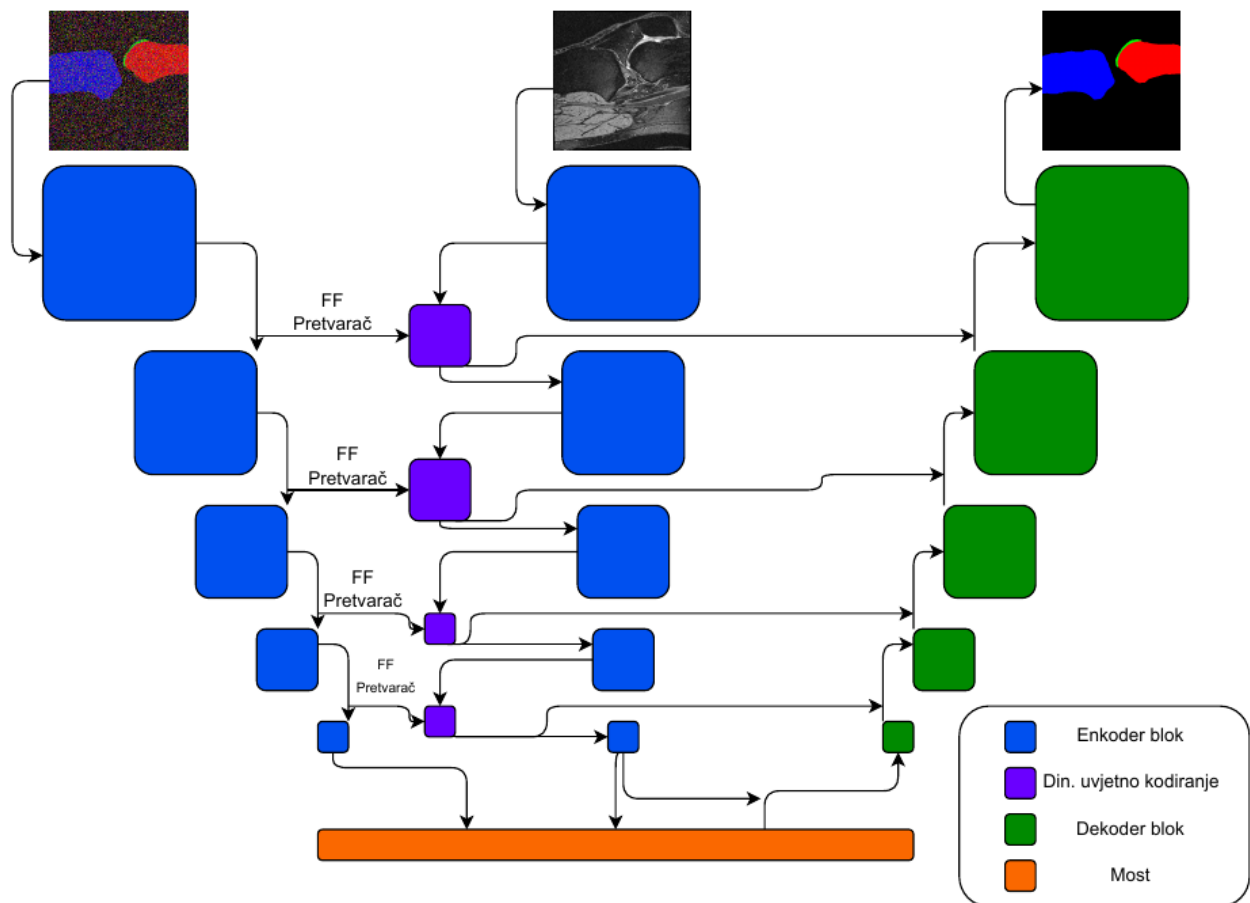 FF
Pretvarač
FF
Pretvarač
FF
Pretvarač
FF
Pretvarač
Enkoder blok
Din. uvjetno kodiranje
Dekoder blok
Most